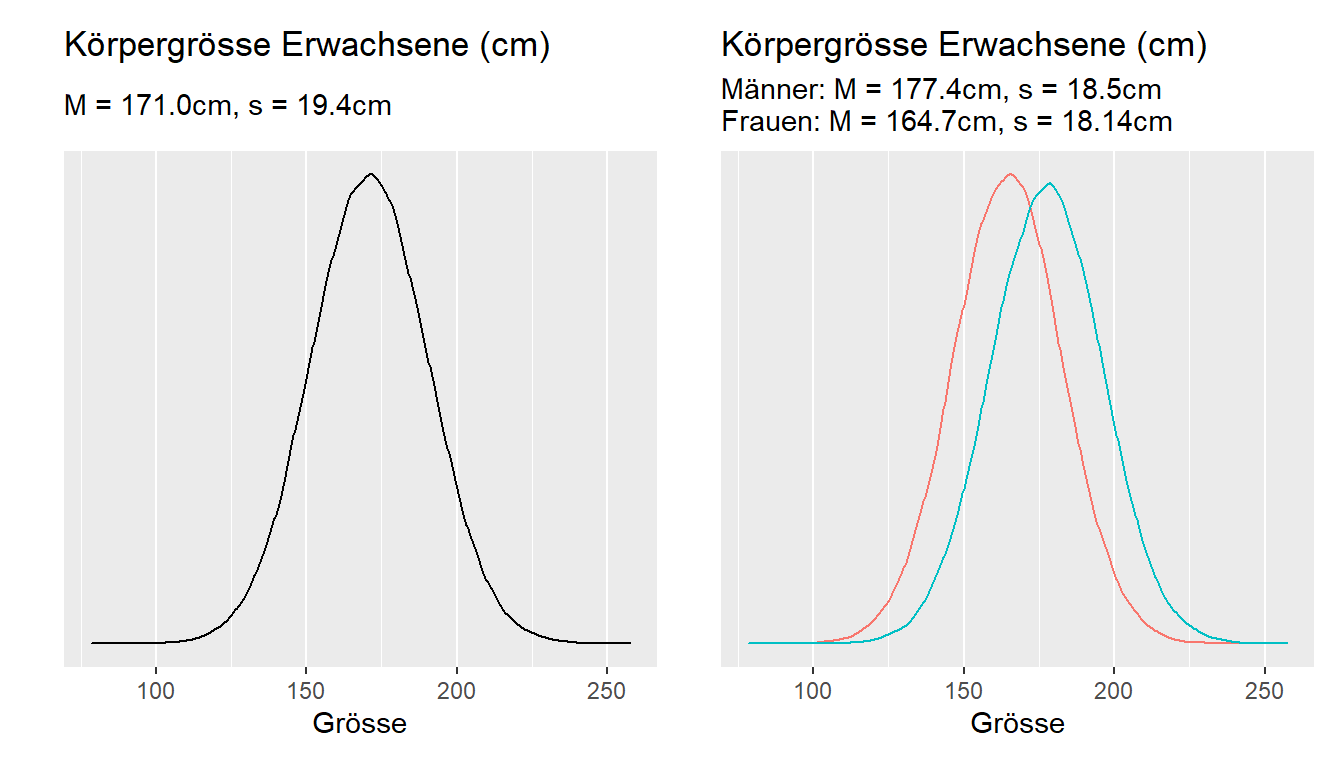 Körpergrösse Erwachsene (cm)
M = 171.0cm, s = 19.4cm
100 150 200 250
Grösse
Körpergrösse Erwachsene (cm)
Männer: M = 177.4cm, s = 18.5cm
Frauen: M = 164.7cm, s = 18.14cm
100 150 200 250
Grösse